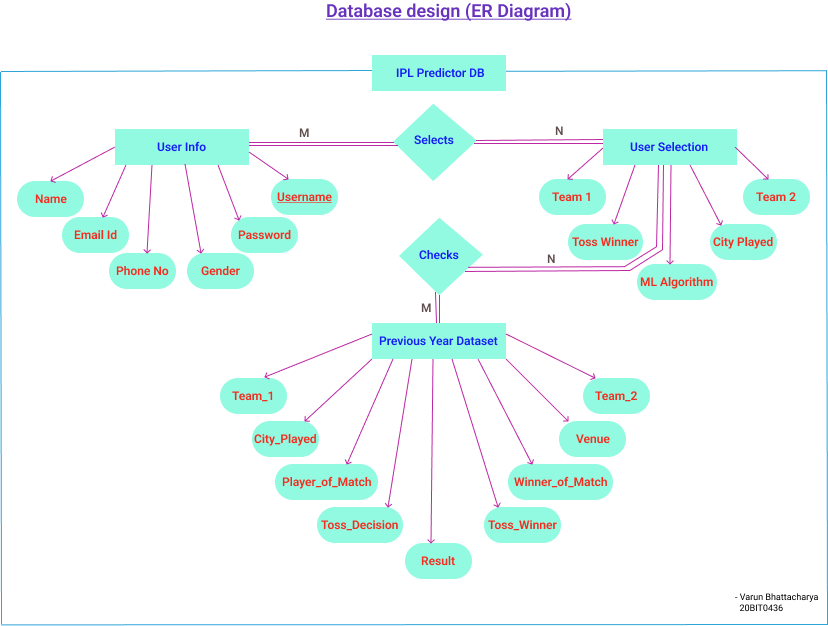 Database design (ER Diagram)
IPL Predictor DB
M
Selects
N
User Info
User Selection
Name
Username
Team 1
Team 2
Email Id
Password
Toss Winner
City Played
Phone No
Gender
Checks
N
ML Algorithm
M
Previous Year Dataset
Team_1
Team_2
City_Played
Venue
Player_of_Match
Winner_of_Match
Toss_Decision
Toss_Winner
Result
- Varun Bhattacharya
20BIT0436